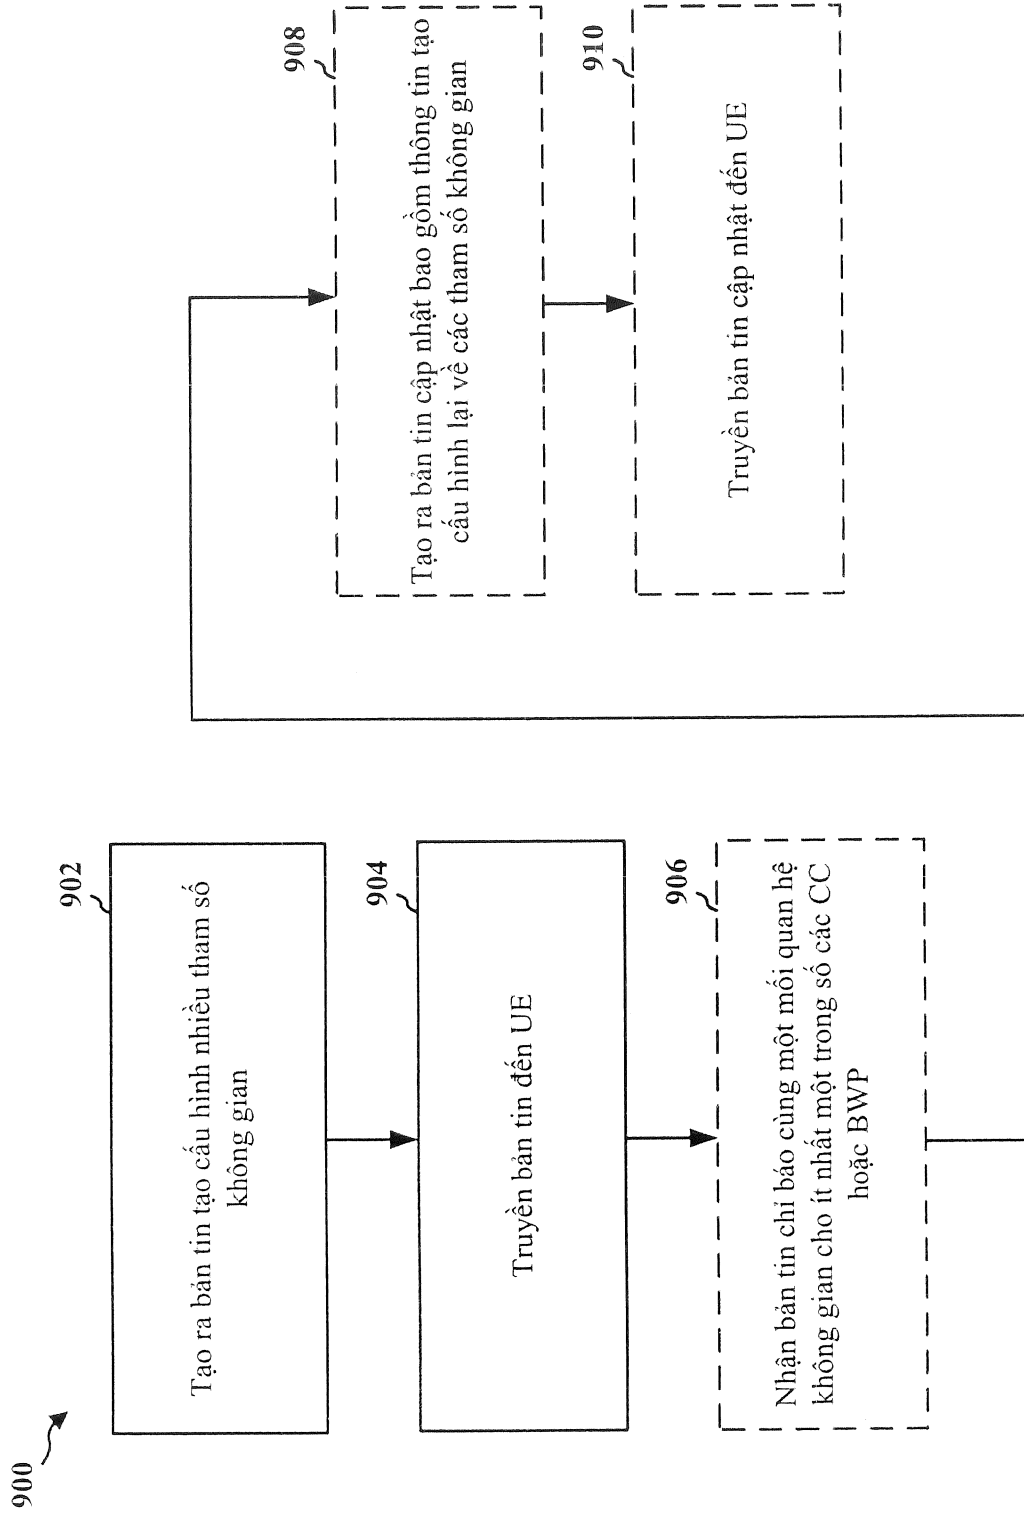 900
902
Tạo ra bản tin tạo cấu hình nhiều tham số
không gian
904
Truyền bản tin đến UE
906
Nhận bản tin chỉ báo cùng một mối quan hệ
không gian cho ít nhất một trong số các CC
hoặc BWP
908
Tạo ra bản tin cập nhật bao gồm thông tin tạo
cấu hình lại về các tham số không gian
910
Truyền bản tin cập nhật đến UE